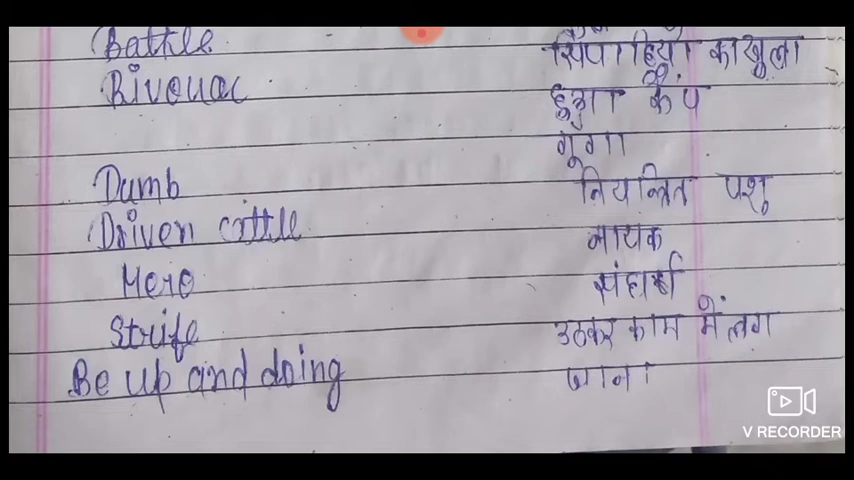 Battle
सिपाहियों का खुला
Bivouac
हुआ कैंप
गूंगा
Dumb
नियन्त्रित पशु
Driven cattle
नायक
Hero
Strife
उठकर काम में लग
Be up and doing
जाना
V RECORDER